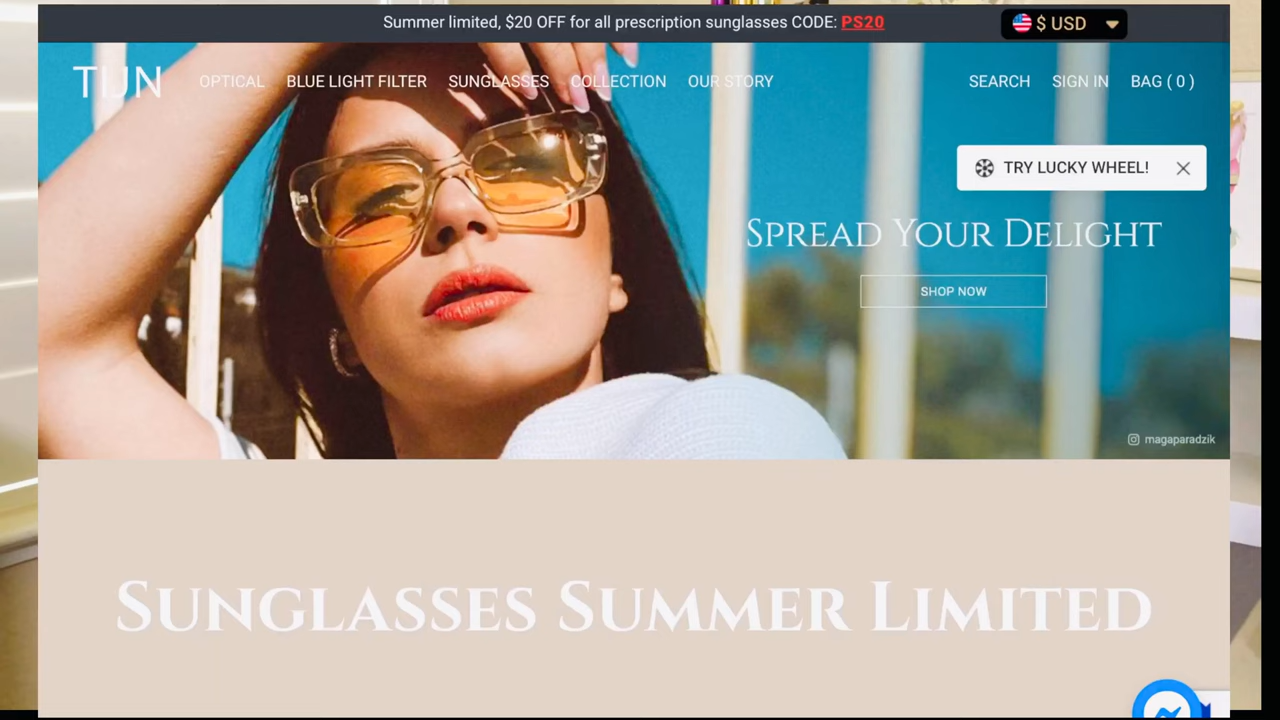 Summer limited, $20 OFF for all prescription sunglasses CODE: PS20
$ USD
TIJN
OPTICAL BLUE LIGHT FILTER SUNGLASSES COLLECTION OUR STORY
SEARCH SIGN IN BAG ( 0 )
TRY LUCKY WHEEL!
SPREAD YOUR DELIGHT
SHOP NOW
magaparadzik
SUNGLASSES SUMMER LIMITED